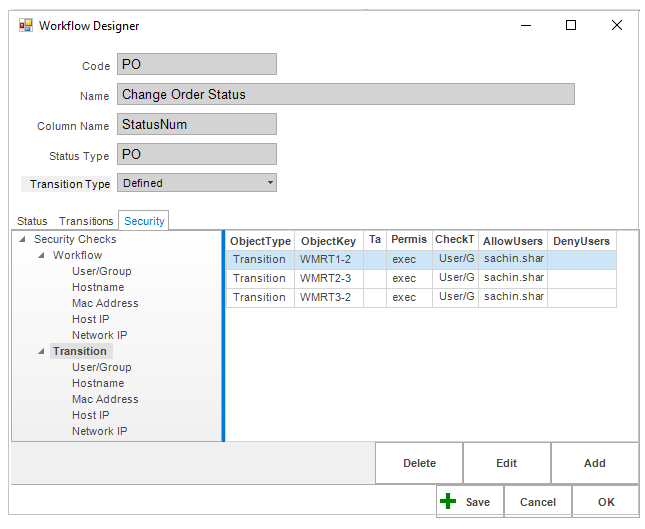 Workflow Designer
Code PO
Name Change Order Status
Column Name StatusNum
Status Type PO
Transition Type Defined
Status Transitions Security
Security Checks
Workflow
User/Group
Hostname
Mac Address
Host IP
Network IP
Transition
User/Group
Hostname
Mac Address
Host IP
Network IP
ObjectType ObjectKey Ta Permis CheckT AllowUsers DenyUsers
Transition WMRT1-2 exec User/G sachin.shar
Transition WMRT2-3 exec User/G sachin.shar
Transition WMRT3-2 exec User/G sachin.shar
Delete Edit Add
Save Cancel OK